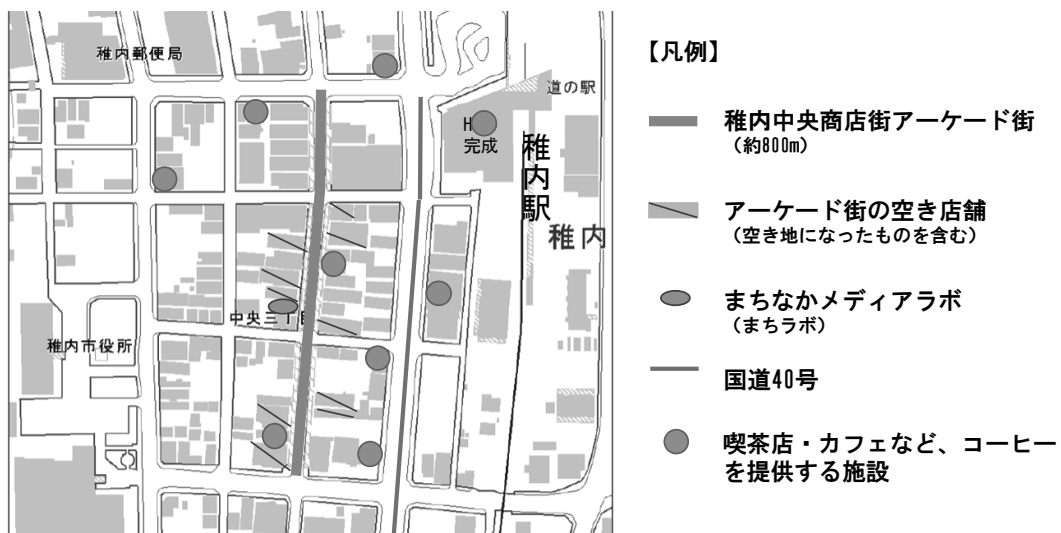 稚内郵便局
道の駅
H
完成
稚内駅
稚内
中央三丁目
稚内市役所
【凡例】
稚内中央商店街アーケード街
(約800m)
アーケード街の空き店舗
(空き地になったものを含む)
まちなかメディアラボ
(まちラボ)
国道40号
喫茶店・カフェなど、コーヒー
を提供する施設